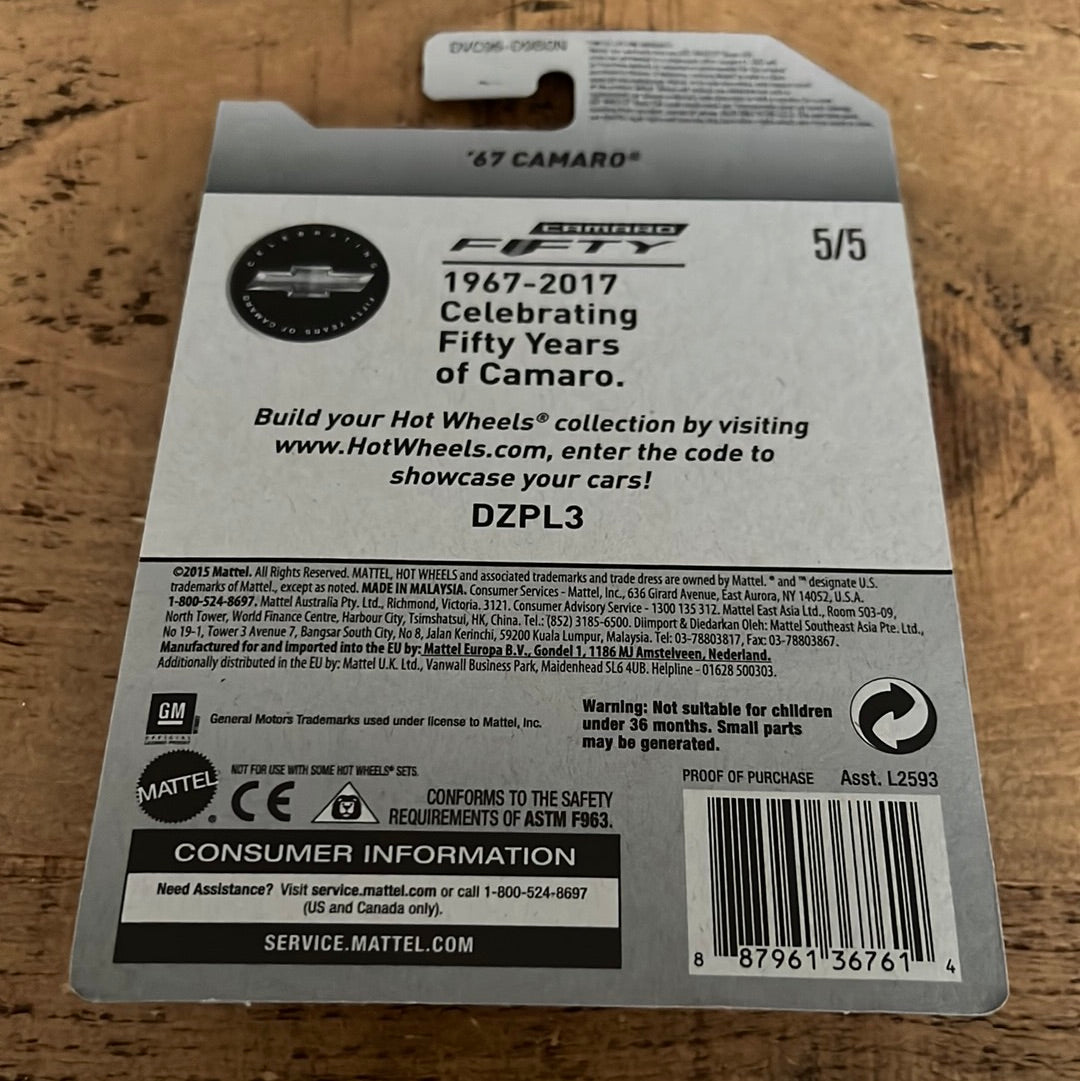 '67 CAMARO®
CELEBRATING
FIFTY YEARS OF CAMARO
CAMARO
FIFTY
5/5
1967-2017
Celebrating
Fifty Years
of Camaro.
Build your Hot Wheels® collection by visiting
www.HotWheels.com, enter the code to
showcase your cars!
DZPL3
©2015 Mattel. All Rights Reserved. MATTEL, HOT WHEELS and associated trademarks and trade dress are owned by Mattel. ® and ™ designate U.S.
trademarks of Mattel., except as noted. MADE IN MALAYSIA. Consumer Services - Mattel, Inc., 636 Girard Avenue, East Aurora, NY 14052, U.S.A.
1-800-524-8697. Mattel Australia Pty. Ltd., Richmond, Victoria. 3121. Consumer Advisory Service - 1300 135 312. Mattel East Asia Ltd., Room 503-09,
North Tower, World Finance Centre, Harbour City, Tsimshatsui, HK, China. Tel.: (852) 3185-6500. Diimport & Diedarkan Oleh: Mattel Southeast Asia Pte. Ltd.,
No 19-1, Tower 3 Avenue 7, Bangsar South City, No 8, Jalan Kerinchi, 59200 Kuala Lumpur, Malaysia. Tel: 03-78803817, Fax: 03-78803867.
Manufactured for and imported into the EU by: Mattel Europa B.V., Gondel 1, 1186 MJ Amstelveen, Nederland.
Additionally distributed in the EU by: Mattel U.K. Ltd., Vanwall Business Park, Maidenhead SL6 4UB. Helpline - 01628 500303.
GM
OFFICIAL
LICENSED PRODUCT
General Motors Trademarks used under license to Mattel, Inc.
Warning: Not suitable for children
under 36 months. Small parts
may be generated.
MATTEL®
NOT FOR USE WITH SOME HOT WHEELS® SETS.
CE
CONFORMS TO THE SAFETY
REQUIREMENTS OF ASTM F963.
PROOF OF PURCHASE Asst. L2593
CONSUMER INFORMATION
Need Assistance? Visit service.mattel.com or call 1-800-524-8697
(US and Canada only).
SERVICE.MATTEL.COM
8 87961 36761 4